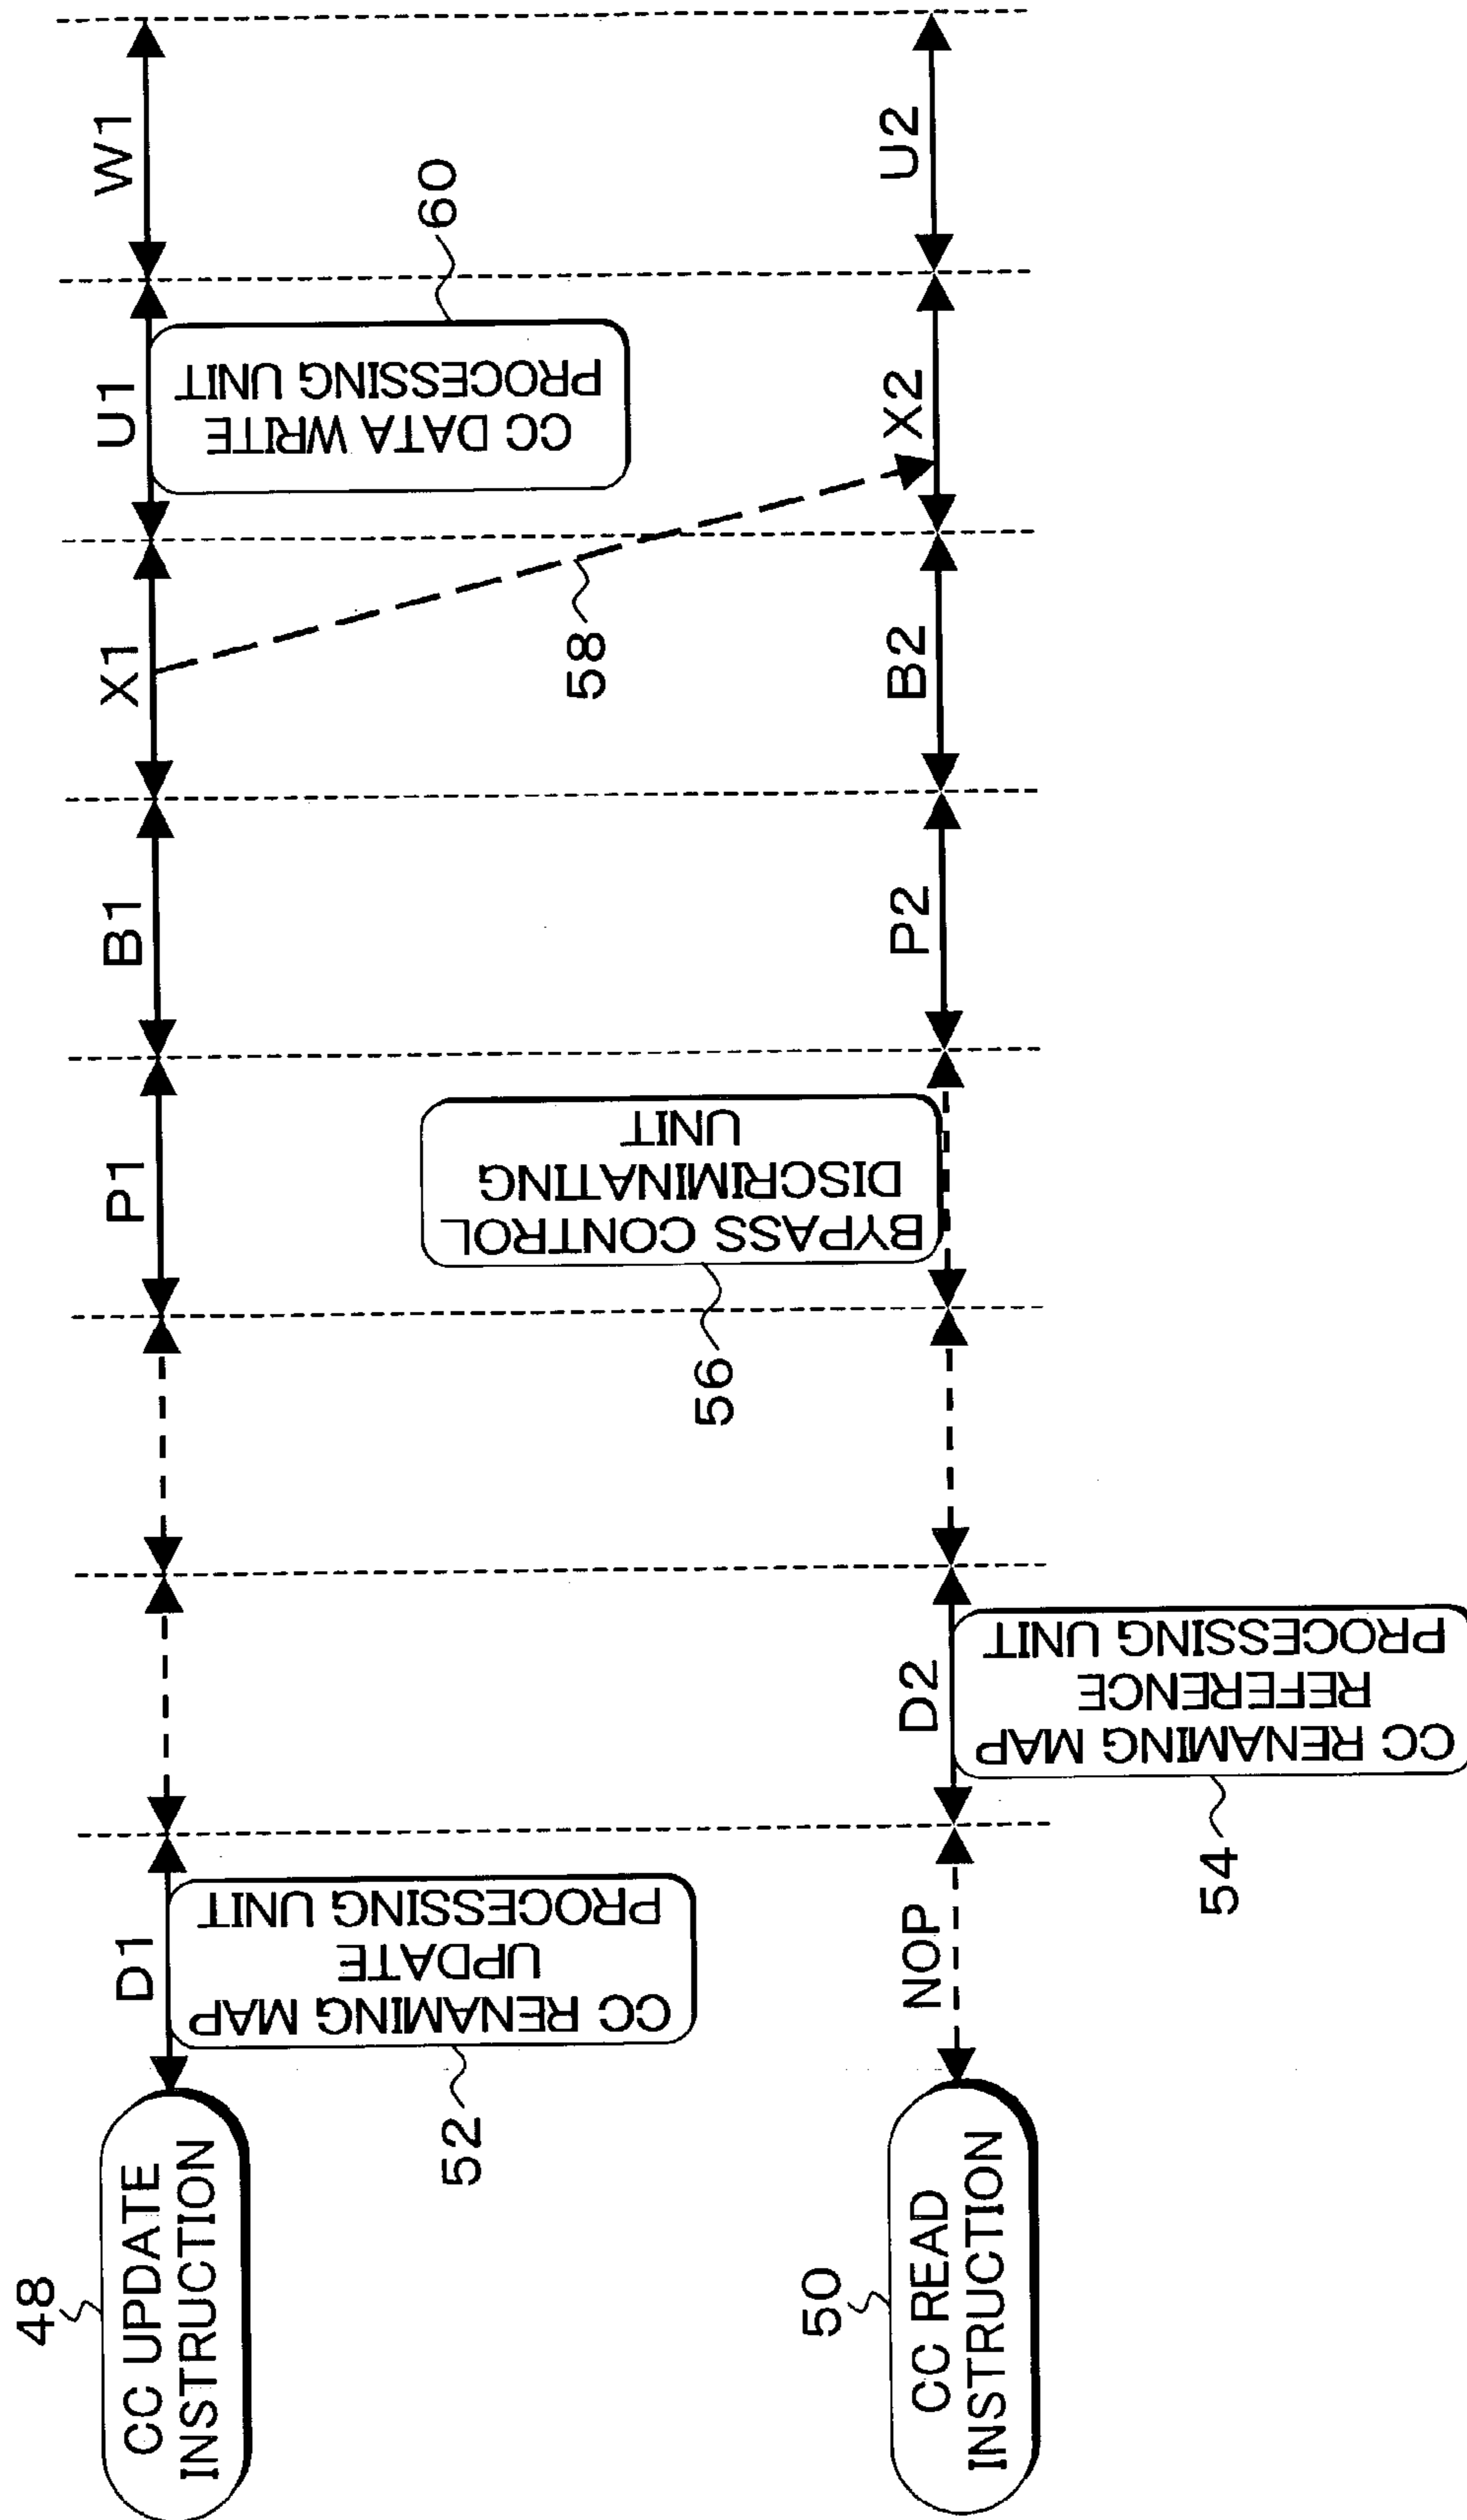 48
CC UPDATE
INSTRUCTION
D1
CC RENAMING MAP
UPDATE
PROCESSING UNIT
52
P1
B1
X1
U1
W1
CC DATA WRITE
PROCESSING UNIT
60
58
BYPASS CONTROL
DISCRIMINATING
UNIT
56
50
CC READ
INSTRUCTION
NOP
D2
P2
B2
X2
U2
CC RENAMING MAP
REFERENCE
PROCESSING UNIT
54